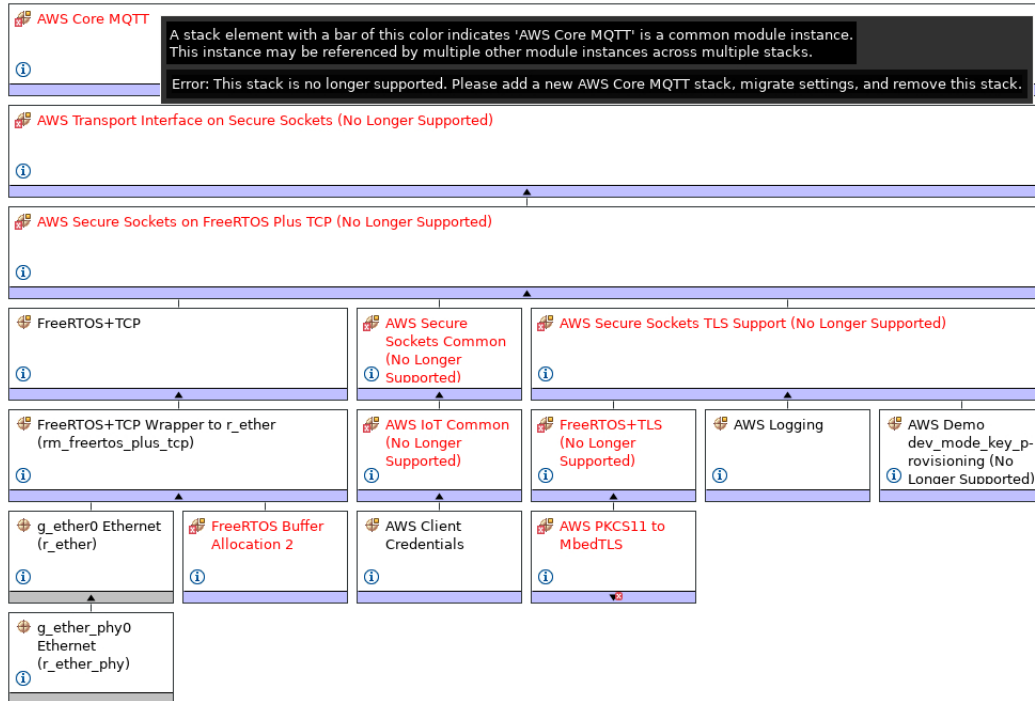 AWS Core MQTT
A stack element with a bar of this color indicates 'AWS Core MQTT' is a common module instance.
This instance may be referenced by multiple other module instances across multiple stacks.
Error: This stack is no longer supported. Please add a new AWS Core MQTT stack, migrate settings, and remove this stack.
AWS Transport Interface on Secure Sockets (No Longer Supported)
AWS Secure Sockets on FreeRTOS Plus TCP (No Longer Supported)
FreeRTOS+TCP
AWS Secure
Sockets Common
(No Longer
Supported)
AWS Secure Sockets TLS Support (No Longer Supported)
FreeRTOS+TCP Wrapper to r_ether
(rm_freertos_plus_tcp)
AWS IoT Common
(No Longer
Supported)
FreeRTOS+TLS
(No Longer
Supported)
AWS Logging
AWS Demo
dev_mode_key_p-
rovisioning (No
Longer Supported)
g_ether0 Ethernet
(r_ether)
FreeRTOS Buffer
Allocation 2
AWS Client
Credentials
AWS PKCS11 to
MbedTLS
g_ether_phy0
Ethernet
(r_ether_phy)